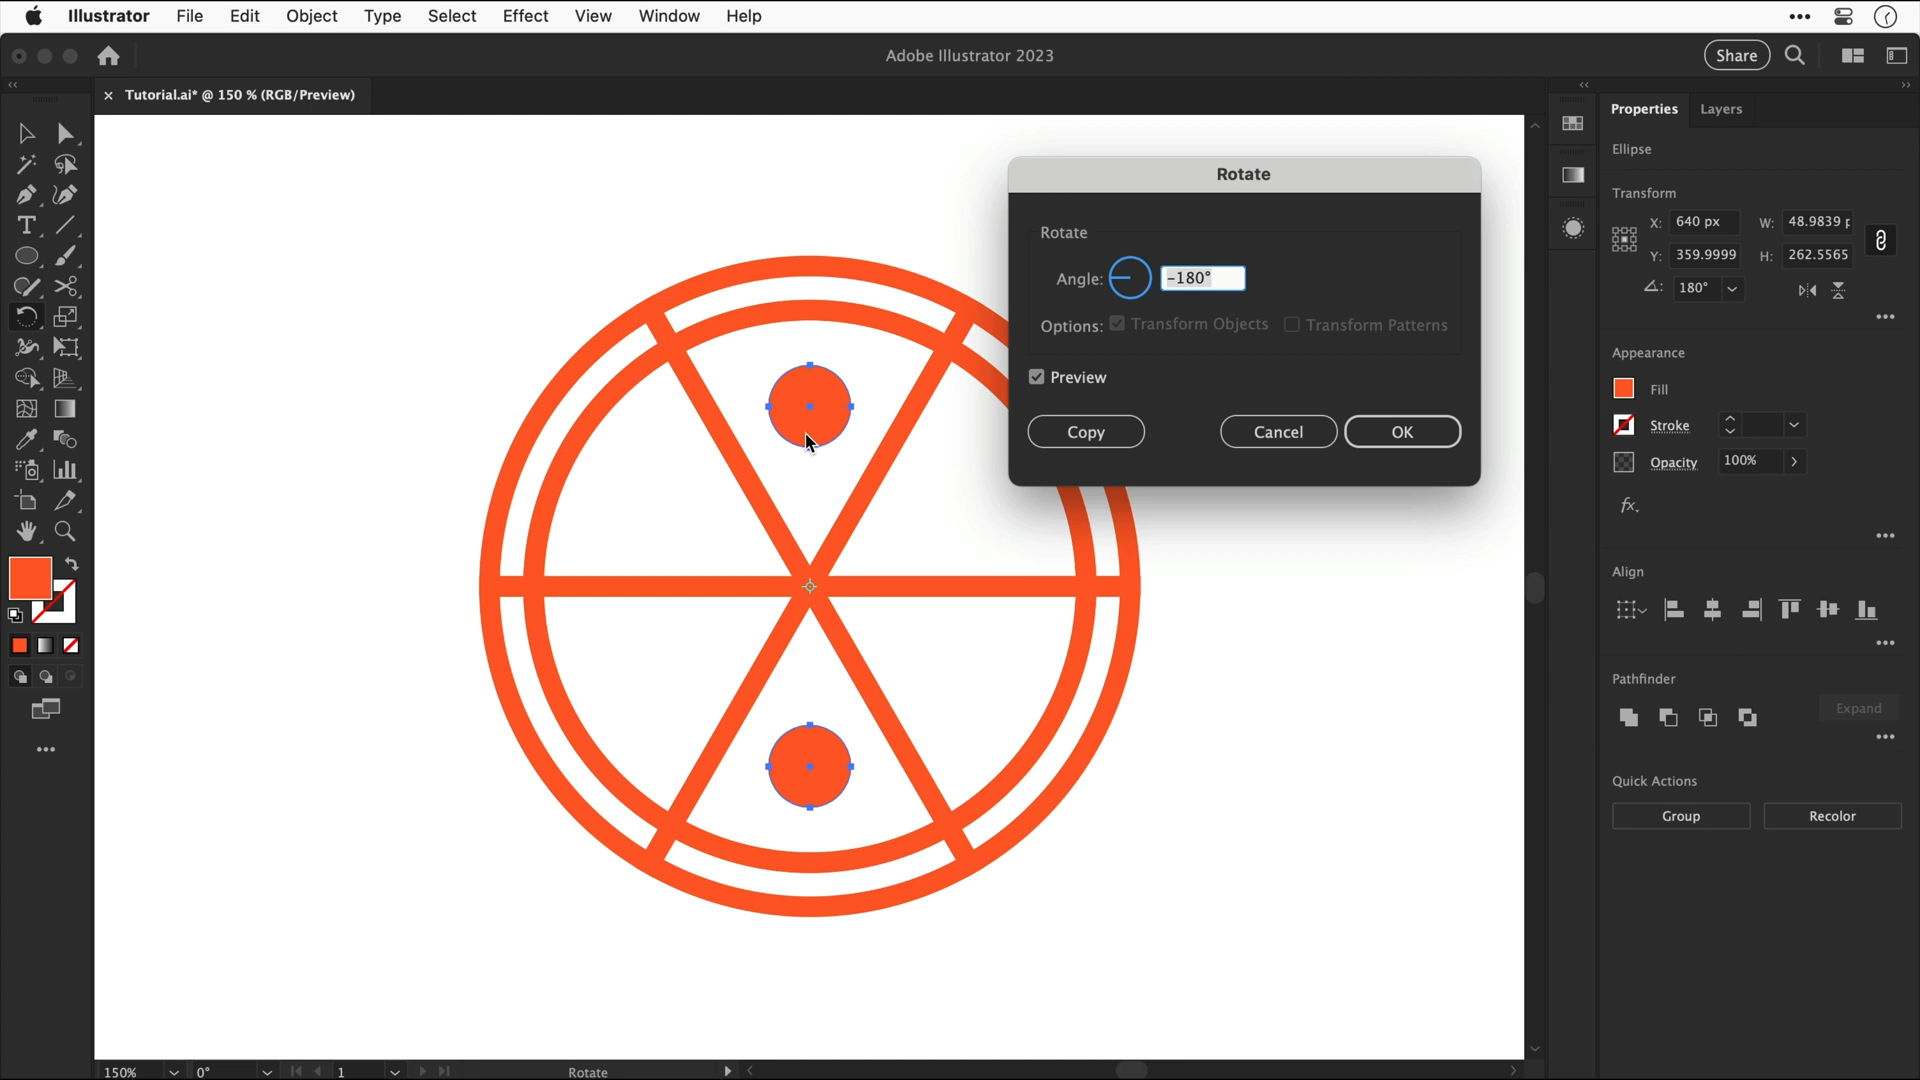 Illustrator File Edit Object Type Select Effect View Window Help
Adobe Illustrator 2023
Share
Tutorial.ai* @ 150 % (RGB/Preview)
Properties Layers
Ellipse
Transform
X: 640 px W: 48.9839 p
Y: 359.9999 H: 262.5565
180°
Appearance
Fill
Stroke
Opacity 100%
fx.
Align
Pathfinder
Expand
Quick Actions
Group Recolor
Rotate
Rotate
Angle: -180°
Options: Transform Objects Transform Patterns
Preview
Copy Cancel OK
150% 0° 1 Rotate